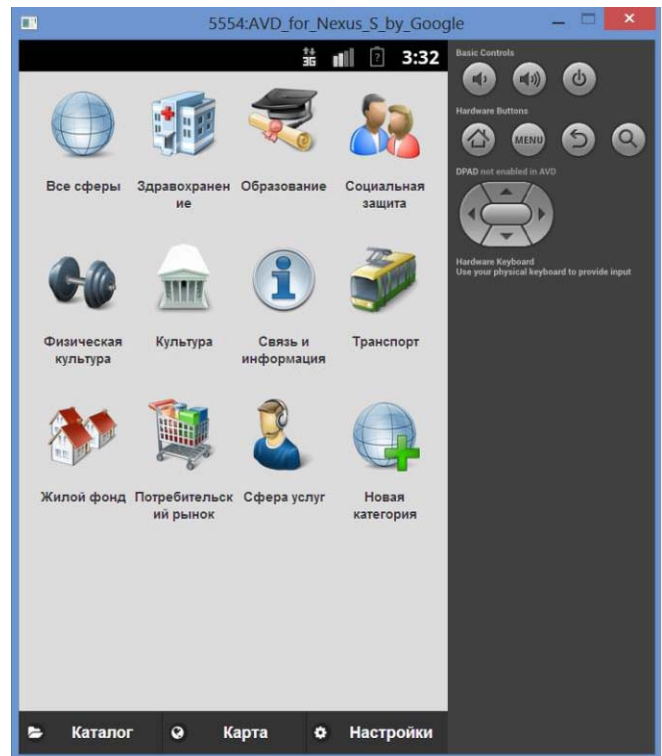 5554:AVD_for_Nexus_S_by_Google
3G
3:32
Basic Controls
Hardware Buttons
MENU
DPAD not enabled in AVD
Hardware Keyboard
Use your physical keyboard to provide input
Все сферы
Здравохранен
ие
Образование
Социальная
защита
Физическая
культура
Культура
Связь и
информация
Транспорт
Жилой фонд
Потребительск
ий рынок
Сфера услуг
Новая
категория
Каталог
Карта
Настройки